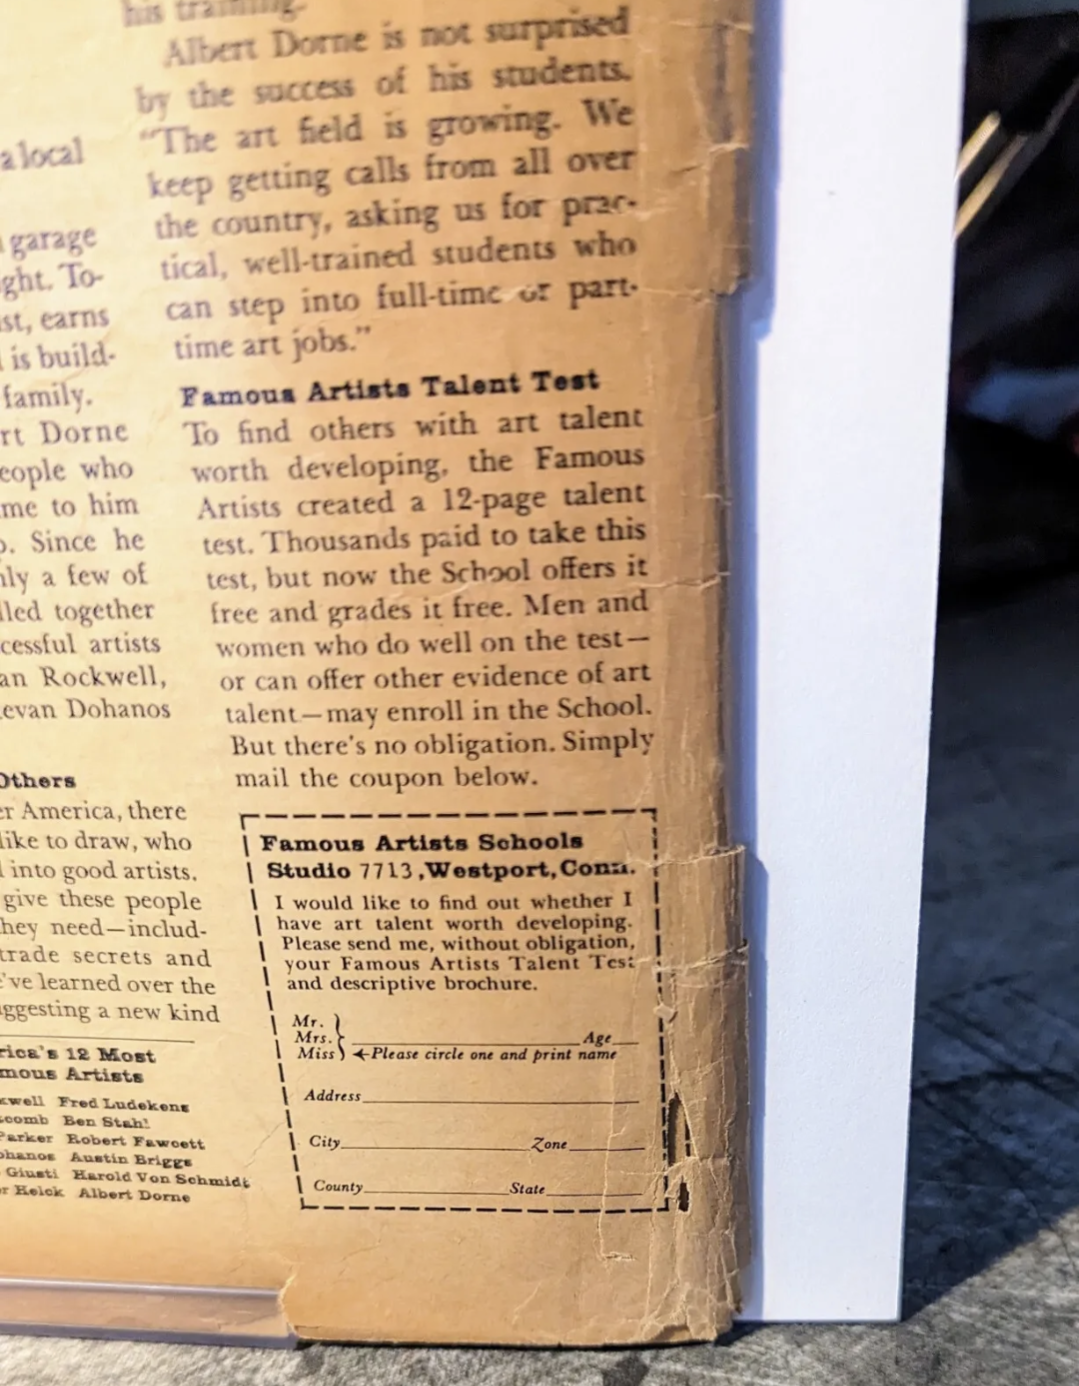 a local
garage
ght. To-
st, earns
is build-
family.
rt Dorne
eople who
me to him
o. Since he
nly a few of
lled together
cessful artists
an Rockwell,
evan Dohanos
Others
er America, there
like to draw, who
into good artists.
give these people
hey need—includ-
trade secrets and
've learned over the
ggesting a new kind
rica's 12 Most
mous Artists
kwell Fred Ludekens
comb Ben Stahl
Parker Robert Fawcett
ohanos Austin Briggs
Giusti Harold Von Schmidt
r Helck Albert Dorne
his training.
Albert Dorne is not surprised
by the success of his students.
"The art field is growing. We
keep getting calls from all over
the country, asking us for prac-
tical, well-trained students who
can step into full-time or part-
time art jobs."
Famous Artists Talent Test
To find others with art talent
worth developing, the Famous
Artists created a 12-page talent
test. Thousands paid to take this
test, but now the School offers it
free and grades it free. Men and
women who do well on the test—
or can offer other evidence of art
talent—may enroll in the School.
But there's no obligation. Simply
mail the coupon below.
Famous Artists Schools
Studio 7713, Westport, Conn.
I would like to find out whether I
have art talent worth developing.
Please send me, without obligation,
your Famous Artists Talent Test
and descriptive brochure.
Mr.
Mrs. Age
Miss ←Please circle one and print name
Address
City Zone
County State